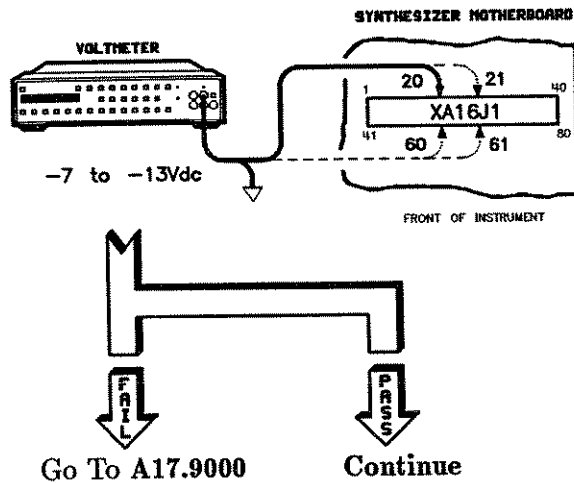 SYNTHESIZER MOTHERBOARD
VOLTMETER
1
20
21
40
XA16J1
41
60
61
80
-7 to -13Vdc
FRONT OF INSTRUMENT
FAIL
PASS
Go To A17.9000
Continue